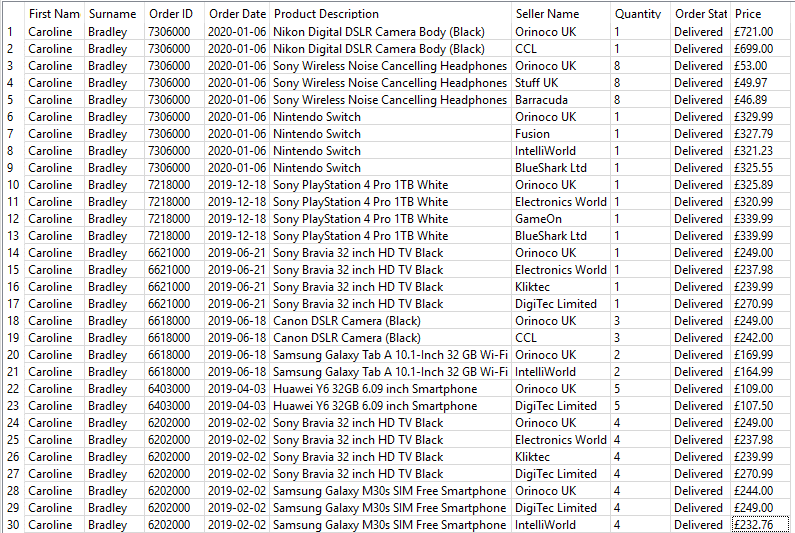 First Nam Surname Order ID Order Date Product Description Seller Name Quantity Order Stat Price
1 Caroline Bradley 7306000 2020-01-06 Nikon Digital DSLR Camera Body (Black) Orinoco UK 1 Delivered £721.00
2 Caroline Bradley 7306000 2020-01-06 Nikon Digital DSLR Camera Body (Black) CCL 1 Delivered £699.00
3 Caroline Bradley 7306000 2020-01-06 Sony Wireless Noise Cancelling Headphones Orinoco UK 8 Delivered £53.00
4 Caroline Bradley 7306000 2020-01-06 Sony Wireless Noise Cancelling Headphones Stuff UK 8 Delivered £49.97
5 Caroline Bradley 7306000 2020-01-06 Sony Wireless Noise Cancelling Headphones Barracuda 8 Delivered £46.89
6 Caroline Bradley 7306000 2020-01-06 Nintendo Switch Orinoco UK 1 Delivered £329.99
7 Caroline Bradley 7306000 2020-01-06 Nintendo Switch Fusion 1 Delivered £327.79
8 Caroline Bradley 7306000 2020-01-06 Nintendo Switch IntelliWorld 1 Delivered £321.23
9 Caroline Bradley 7306000 2020-01-06 Nintendo Switch BlueShark Ltd 1 Delivered £325.55
10 Caroline Bradley 7218000 2019-12-18 Sony PlayStation 4 Pro 1TB White Orinoco UK 1 Delivered £325.89
11 Caroline Bradley 7218000 2019-12-18 Sony PlayStation 4 Pro 1TB White Electronics World 1 Delivered £320.99
12 Caroline Bradley 7218000 2019-12-18 Sony PlayStation 4 Pro 1TB White GameOn 1 Delivered £339.99
13 Caroline Bradley 7218000 2019-12-18 Sony PlayStation 4 Pro 1TB White BlueShark Ltd 1 Delivered £339.99
14 Caroline Bradley 6621000 2019-06-21 Sony Bravia 32 inch HD TV Black Orinoco UK 1 Delivered £249.00
15 Caroline Bradley 6621000 2019-06-21 Sony Bravia 32 inch HD TV Black Electronics World 1 Delivered £237.98
16 Caroline Bradley 6621000 2019-06-21 Sony Bravia 32 inch HD TV Black Kliktec 1 Delivered £239.99
17 Caroline Bradley 6621000 2019-06-21 Sony Bravia 32 inch HD TV Black DigiTec Limited 1 Delivered £270.99
18 Caroline Bradley 6618000 2019-06-18 Canon DSLR Camera (Black) Orinoco UK 3 Delivered £249.00
19 Caroline Bradley 6618000 2019-06-18 Canon DSLR Camera (Black) CCL 3 Delivered £242.00
20 Caroline Bradley 6618000 2019-06-18 Samsung Galaxy Tab A 10.1-Inch 32 GB Wi-Fi Orinoco UK 2 Delivered £169.99
21 Caroline Bradley 6618000 2019-06-18 Samsung Galaxy Tab A 10.1-Inch 32 GB Wi-Fi IntelliWorld 2 Delivered £164.99
22 Caroline Bradley 6403000 2019-04-03 Huawei Y6 32GB 6.09 inch Smartphone Orinoco UK 5 Delivered £109.00
23 Caroline Bradley 6403000 2019-04-03 Huawei Y6 32GB 6.09 inch Smartphone DigiTec Limited 5 Delivered £107.50
24 Caroline Bradley 6202000 2019-02-02 Sony Bravia 32 inch HD TV Black Orinoco UK 4 Delivered £249.00
25 Caroline Bradley 6202000 2019-02-02 Sony Bravia 32 inch HD TV Black Electronics World 4 Delivered £237.98
26 Caroline Bradley 6202000 2019-02-02 Sony Bravia 32 inch HD TV Black Kliktec 4 Delivered £239.99
27 Caroline Bradley 6202000 2019-02-02 Sony Bravia 32 inch HD TV Black DigiTec Limited 4 Delivered £270.99
28 Caroline Bradley 6202000 2019-02-02 Samsung Galaxy M30s SIM Free Smartphone Orinoco UK 4 Delivered £244.00
29 Caroline Bradley 6202000 2019-02-02 Samsung Galaxy M30s SIM Free Smartphone DigiTec Limited 4 Delivered £249.00
30 Caroline Bradley 6202000 2019-02-02 Samsung Galaxy M30s SIM Free Smartphone IntelliWorld 4 Delivered £232.76